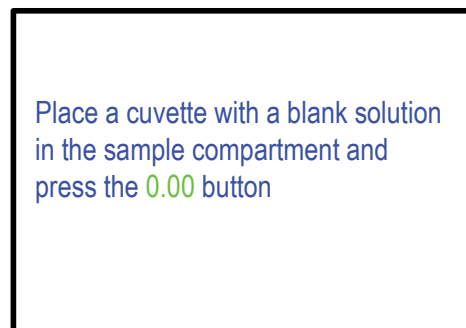 Place a cuvette with a blank solution
in the sample compartment and
press the 0.00 button